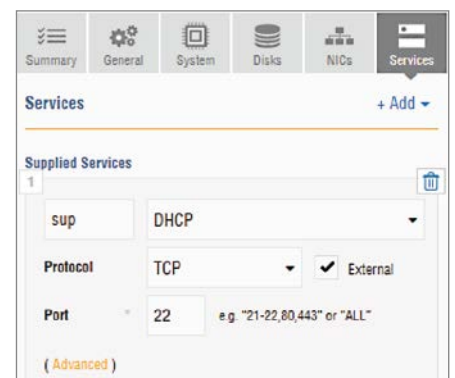 Summary General System Disks NICs Services
Services + Add
Supplied Services
1
sup DHCP
Protocol TCP External
Port * 22 e.g. "21-22,80,443" or "ALL"
( Advanced )